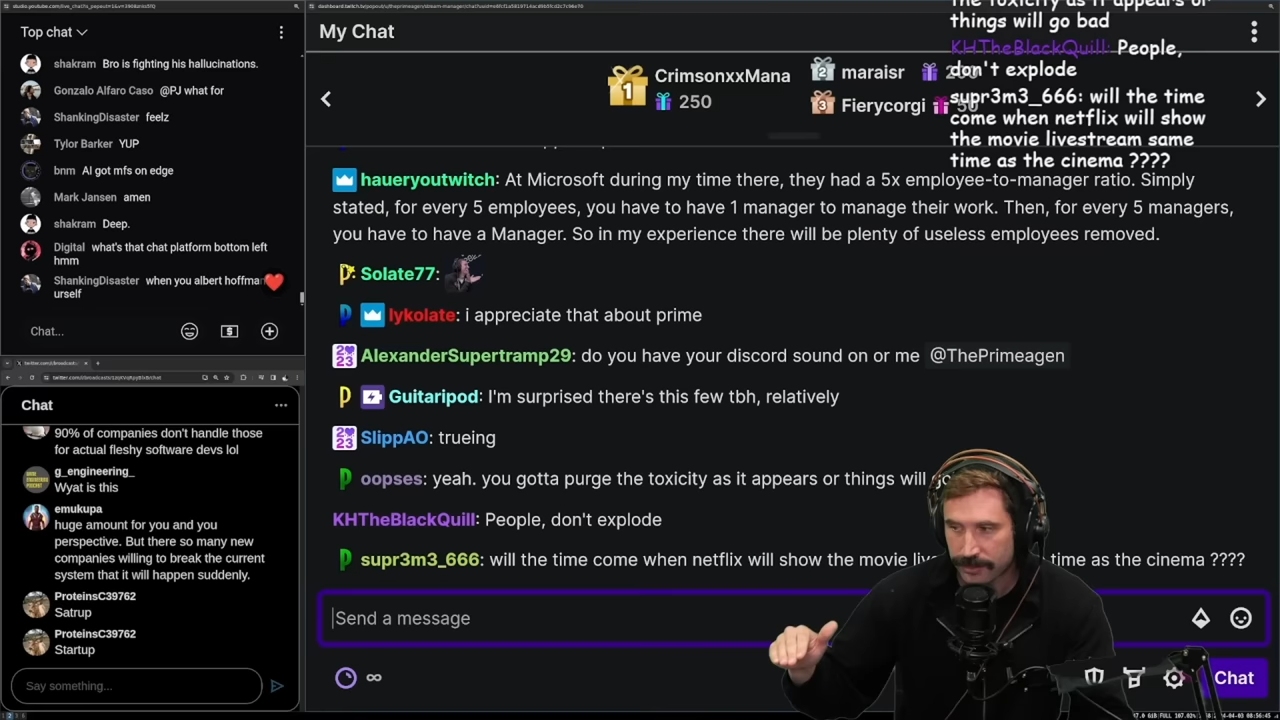 Top chat
shakram Bro is fighting his hallucinations.
Gonzalo Alfaro Caso @PJ what for
ShankingDisaster feelz
Tylor Barker YUP
bnm AI got mfs on edge
Mark Jansen amen
shakram Deep.
Digital what's that chat platform bottom left
hmm
ShankingDisaster when you albert hoffma
urself
Chat...
Chat
90% of companies don't handle those
for actual fleshy software devs lol
g_engineering_
Wyat is this
emukupa
huge amount for you and you
perspective. But there so many new
companies willing to break the current
system that it will happen suddenly.
ProteinsC39762
Satrup
ProteinsC39762
Startup
Say something...
My Chat
1 CrimsonxxMana
250
2 maraisr
3 Fierycorgi 50
haueryoutwitch: At Microsoft during my time there, they had a 5x employee-to-manager ratio. Simply
stated, for every 5 employees, you have to have 1 manager to manage their work. Then, for every 5 managers,
you have to have a Manager. So in my experience there will be plenty of useless employees removed.
Solate77:
lykolate: i appreciate that about prime
2023 AlexanderSupertramp29: do you have your discord sound on or me @ThePrimeagen
Guitaripod: I'm surprised there's this few tbh, relatively
2023 SlippAO: trueing
oopses: yeah. you gotta purge the toxicity as it appears or things will go
KHTheBlackQuill: People, don't explode
supr3m3_666: will the time come when netflix will show the movie liv time as the cinema ????
Send a message
∞
Chat
the toxicity as it appears or
things will go bad
KHTheBlackQuill: People,
don't explode
supr3m3_666: will the time
come when netflix will show
the movie livestream same
time as the cinema ????